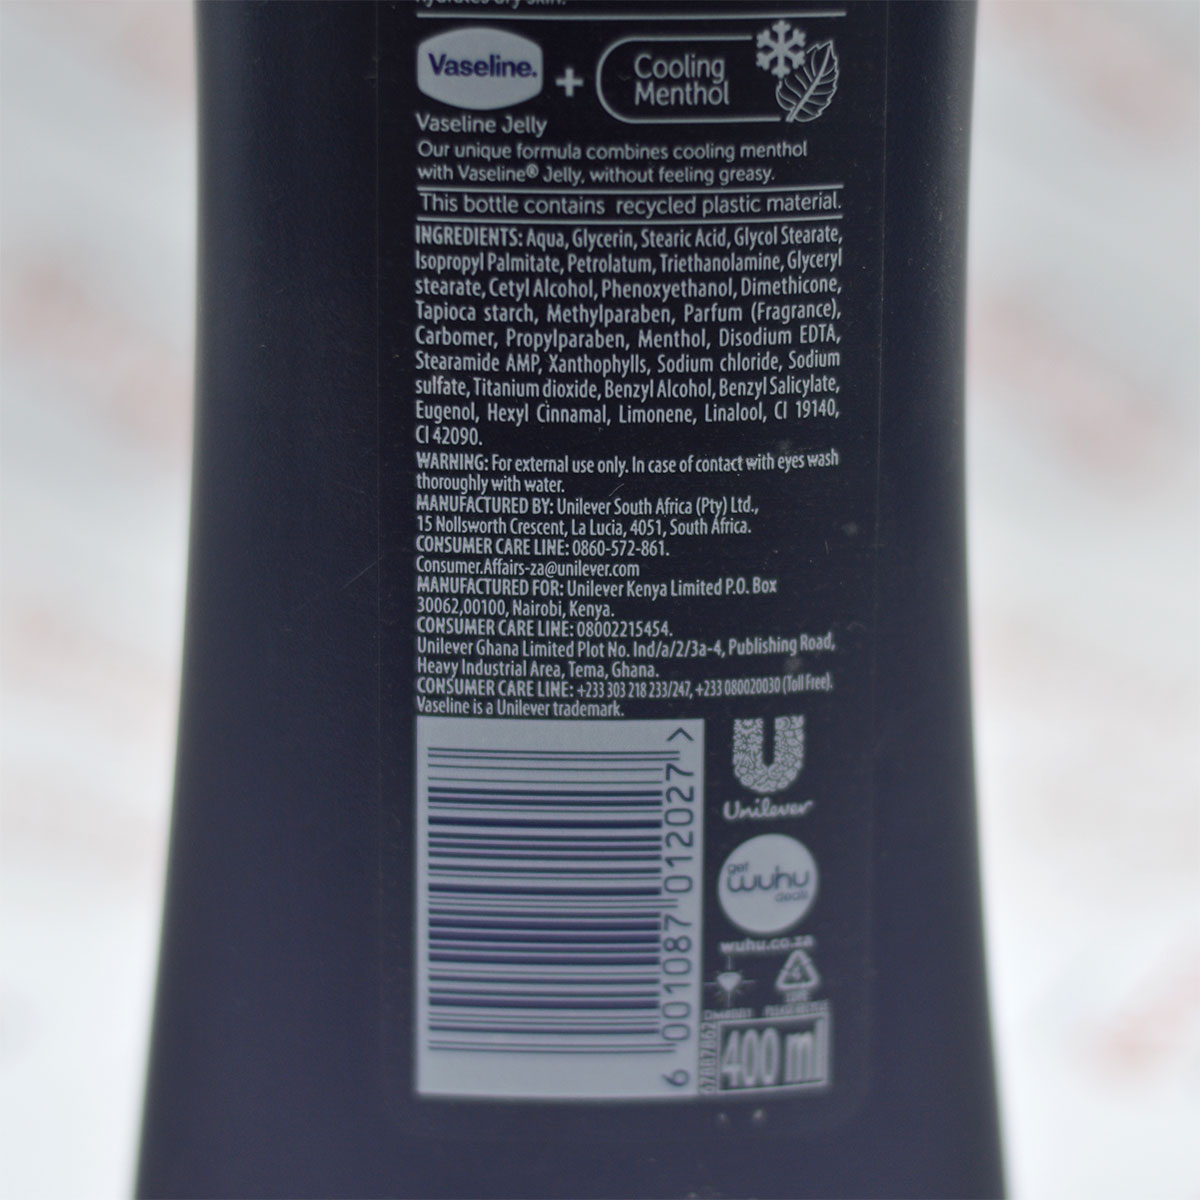 hydrates dry skin.
Vaseline. + Cooling
Menthol
Vaseline Jelly
Our unique formula combines cooling menthol
with Vaseline® Jelly, without feeling greasy.
This bottle contains recycled plastic material.
INGREDIENTS: Aqua, Glycerin, Stearic Acid, Glycol Stearate,
Isopropyl Palmitate, Petrolatum, Triethanolamine, Glyceryl
stearate, Cetyl Alcohol, Phenoxyethanol, Dimethicone,
Tapioca starch, Methylparaben, Parfum (Fragrance),
Carbomer, Propylparaben, Menthol, Disodium EDTA,
Stearamide AMP, Xanthophylls, Sodium chloride, Sodium
sulfate, Titanium dioxide, Benzyl Alcohol, Benzyl Salicylate,
Eugenol, Hexyl Cinnamal, Limonene, Linalool, CI 19140,
CI 42090.
WARNING: For external use only. In case of contact with eyes wash
thoroughly with water.
MANUFACTURED BY: Unilever South Africa (Pty) Ltd.,
15 Nollsworth Crescent, La Lucia, 4051, South Africa.
CONSUMER CARE LINE: 0860-572-861.
Consumer.Affairs-za@unilever.com
MANUFACTURED FOR: Unilever Kenya Limited P.O. Box
30062,00100, Nairobi, Kenya.
CONSUMER CARE LINE: 08002215454.
Unilever Ghana Limited Plot No. Ind/a/2/3a-4, Publishing Road,
Heavy Industrial Area, Tema, Ghana.
CONSUMER CARE LINE: +233 303 218 233/247, +233 080020030 (Toll Free).
Vaseline is a Unilever trademark.
6 001087 012027 >
Unilever
get
wuhu
deals
wuhu.co.za
400 ml